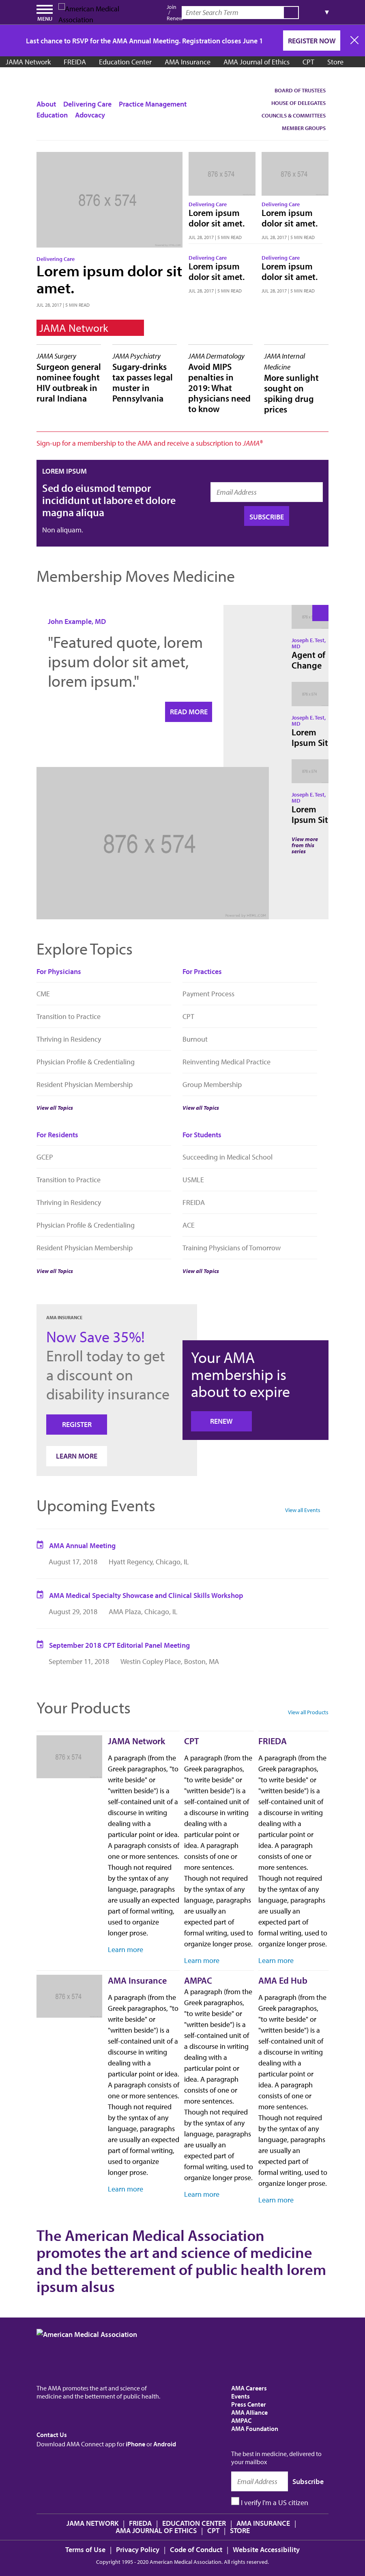 MENU
American Medical Association
Join
/
Renew
Enter Search Term
▼
Last chance to RSVP for the AMA Annual Meeting. Registration closes June 1
REGISTER NOW
JAMA Network FREIDA Education Center AMA Insurance AMA Journal of Ethics CPT Store
About Delivering Care Practice Management
Education Adovcacy
BOARD OF TRUSTEES
HOUSE OF DELEGATES
COUNCILS & COMMITTEES
MEMBER GROUPS
876 × 574
Delivering Care
Lorem ipsum dolor sit
amet.
JUL 28, 2017 | 5 MIN READ
876 × 574
Delivering Care
Lorem ipsum
dolor sit amet.
JUL 28, 2017 | 5 MIN READ
876 × 574
Delivering Care
Lorem ipsum
dolor sit amet.
JUL 28, 2017 | 5 MIN READ
Delivering Care
Lorem ipsum
dolor sit amet.
JUL 28, 2017 | 5 MIN READ
Delivering Care
Lorem ipsum
dolor sit amet.
JUL 28, 2017 | 5 MIN READ
JAMA Network
JAMA Surgery
Surgeon general
nominee fought
HIV outbreak in
rural Indiana
JAMA Psychiatry
Sugary-drinks
tax passes legal
muster in
Pennsylvania
JAMA Dermatology
Avoid MIPS
penalties in
2019: What
physicians need
to know
JAMA Internal
Medicine
More sunlight
sought on
spiking drug
prices
Sign-up for a membership to the AMA and receive a subscription to JAMA®
LOREM IPSUM
Sed do eiusmod tempor
incididunt ut labore et dolore
magna aliqua
Non aliquam.
Email Address
SUBSCRIBE
Membership Moves Medicine
John Example, MD
"Featured quote, lorem
ipsum dolor sit amet,
lorem ipsum."
READ MORE
876 × 574
Joseph E. Test,
MD
Agent of
Change
Joseph E. Test,
MD
Lorem
Ipsum Sit
Joseph E. Test,
MD
Lorem
Ipsum Sit
View more
from this
series
Explore Topics
For Physicians
CME
Transition to Practice
Thriving in Residency
Physician Profile & Credentialing
Resident Physician Membership
View all Topics
For Practices
Payment Process
CPT
Burnout
Reinventing Medical Practice
Group Membership
View all Topics
For Residents
GCEP
Transition to Practice
Thriving in Residency
Physician Profile & Credentialing
Resident Physician Membership
View all Topics
For Students
Succeeding in Medical School
USMLE
FREIDA
ACE
Training Physicians of Tomorrow
View all Topics
AMA INSURANCE
Now Save 35%!
Enroll today to get
a discount on
disability insurance
REGISTER
LEARN MORE
Your AMA
membership is
about to expire
RENEW
Upcoming Events
View all Events
AMA Annual Meeting
August 17, 2018 Hyatt Regency, Chicago, IL
AMA Medical Specialty Showcase and Clinical Skills Workshop
August 29, 2018 AMA Plaza, Chicago, IL
September 2018 CPT Editorial Panel Meeting
September 11, 2018 Westin Copley Place, Boston, MA
Your Products
View all Products
876 × 574
JAMA Network
A paragraph (from the
Greek paragraphos, "to
write beside" or
"written beside") is a
self-contained unit of a
discourse in writing
dealing with a
particular point or idea.
A paragraph consists of
one or more sentences.
Though not required
by the syntax of any
language, paragraphs
are usually an expected
part of formal writing,
used to organize
longer prose.
Learn more
CPT
A paragraph (from the
Greek paragraphos,
"to write beside" or
"written beside") is a
self-contained unit of
a discourse in writing
dealing with a
particular point or
idea. A paragraph
consists of one or
more sentences.
Though not required
by the syntax of any
language, paragraphs
are usually an
expected part of
formal writing, used to
organize longer prose.
Learn more
FRIEDA
A paragraph (from the
Greek paragraphos,
"to write beside" or
"written beside") is a
self-contained unit of
a discourse in writing
dealing with a
particular point or
idea. A paragraph
consists of one or
more sentences.
Though not required
by the syntax of any
language, paragraphs
are usually an
expected part of
formal writing, used to
organize longer prose.
Learn more
876 × 574
AMA Insurance
A paragraph (from the
Greek paragraphos, "to
write beside" or
"written beside") is a
self-contained unit of a
discourse in writing
dealing with a
particular point or idea.
A paragraph consists of
one or more sentences.
Though not required
by the syntax of any
language, paragraphs
are usually an expected
part of formal writing,
used to organize
longer prose.
Learn more
AMPAC
A paragraph (from the
Greek paragraphos,
"to write beside" or
"written beside") is a
self-contained unit of
a discourse in writing
dealing with a
particular point or
idea. A paragraph
consists of one or
more sentences.
Though not required
by the syntax of any
language, paragraphs
are usually an
expected part of
formal writing, used to
organize longer prose.
Learn more
AMA Ed Hub
A paragraph (from the
Greek paragraphos,
"to write beside" or
"written beside") is a
self-contained unit of
a discourse in writing
dealing with a
particular point or
idea. A paragraph
consists of one or
more sentences.
Though not required
by the syntax of any
language, paragraphs
are usually an
expected part of
formal writing, used to
organize longer prose.
Learn more
The American Medical Association
promotes the art and science of medicine
and the betterement of public health lorem
ipsum alsus
American Medical Association
The AMA promotes the art and science of
medicine and the betterment of public health.
Contact Us
Download AMA Connect app for iPhone or Android
AMA Careers
Events
Press Center
AMA Alliance
AMPAC
AMA Foundation
The best in medicine, delivered to
your mailbox
Email Address
Subscribe
I verify I'm a US citizen
JAMA NETWORK | FRIEDA | EDUCATION CENTER | AMA INSURANCE |
AMA JOURNAL OF ETHICS | CPT | STORE
Terms of Use | Privacy Policy | Code of Conduct | Website Accessibility
Copyright 1995 - 2020 American Medical Association. All rights reserved.